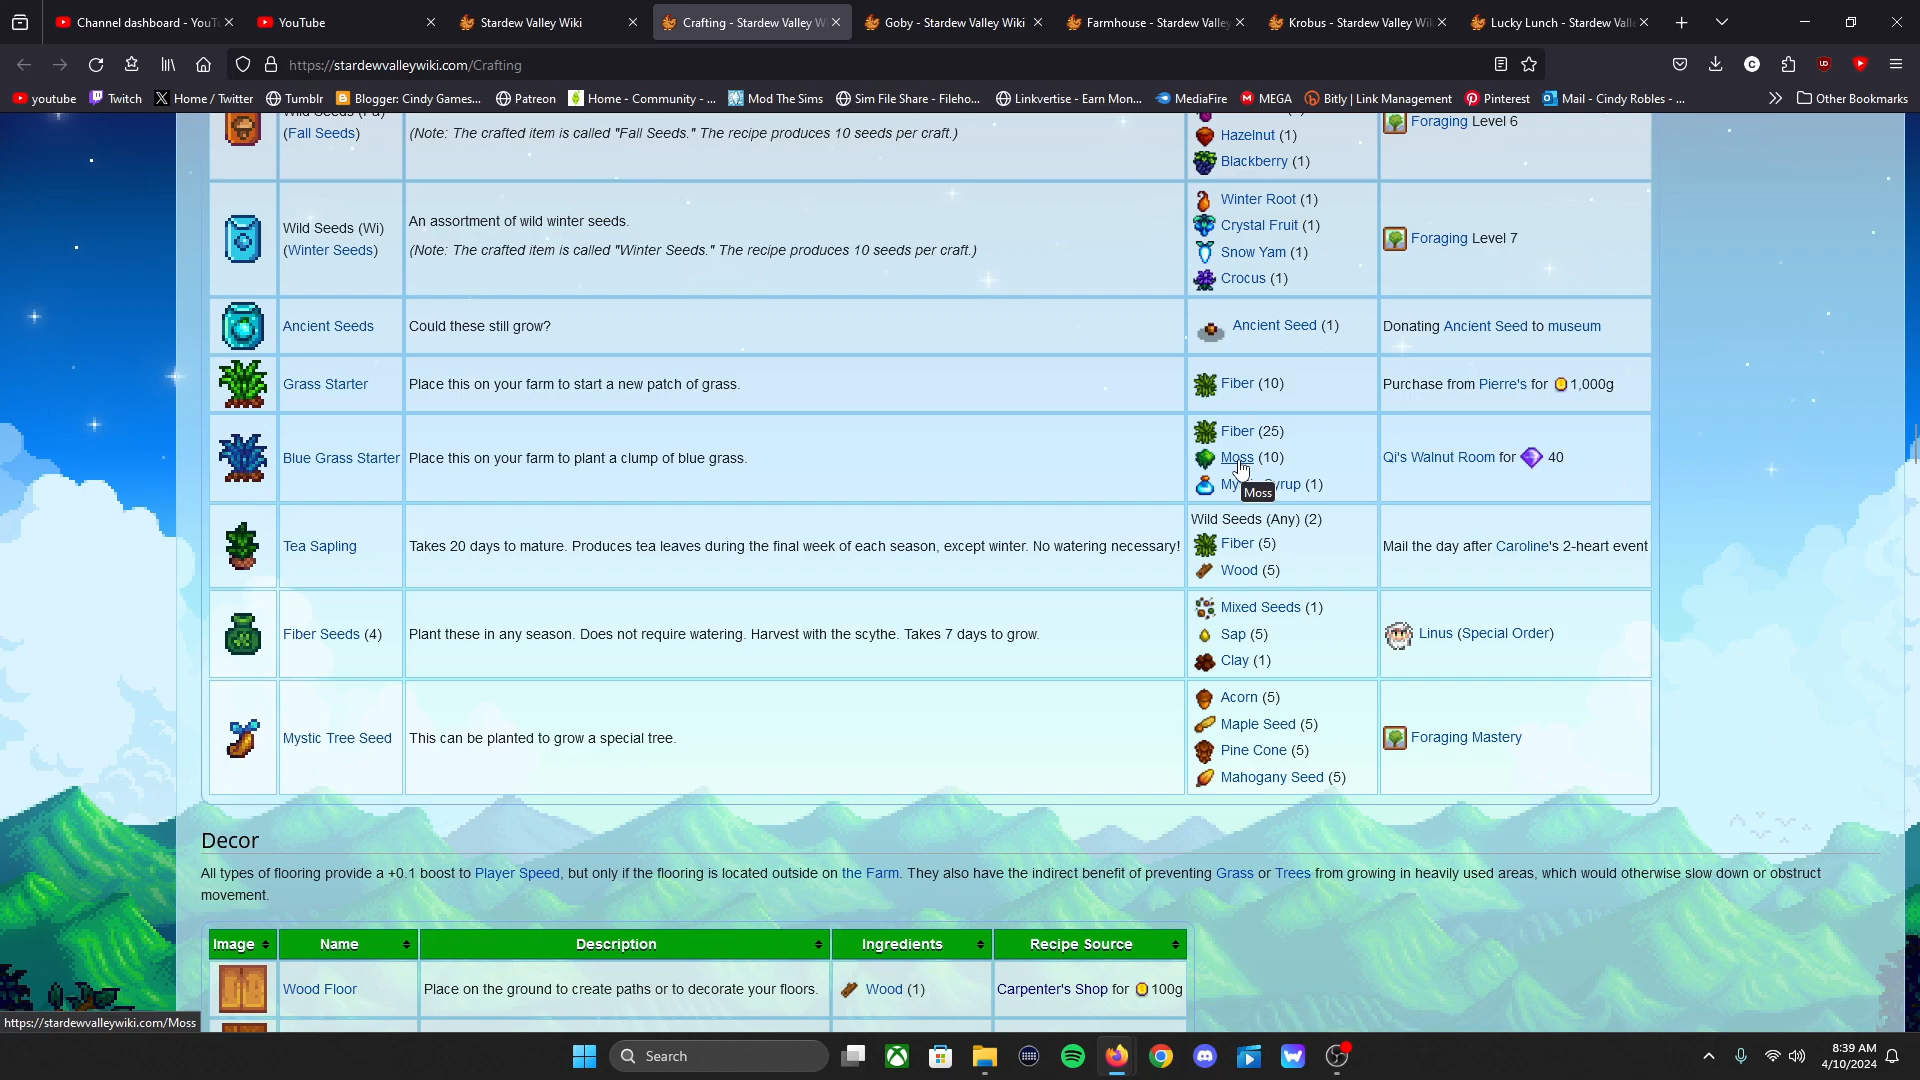 Channel dashboard - YouT
YouTube
Stardew Valley Wiki
Crafting - Stardew Valley W
Goby - Stardew Valley Wiki
Farmhouse - Stardew Valley
Krobus - Stardew Valley Wik
Lucky Lunch - Stardew Vall
https://stardewvalleywiki.com/Crafting
youtube
Twitch
Home / Twitter
Tumblr
Blogger: Cindy Games...
Patreon
Home - Community - ...
Mod The Sims
Sim File Share - Fileho...
Linkvertise - Earn Mon...
MediaFire
MEGA
Bitly | Link Management
Pinterest
Mail - Cindy Robles - ...
Other Bookmarks
(Fall Seeds)
(Note: The crafted item is called "Fall Seeds." The recipe produces 10 seeds per craft.)
Hazelnut (1)
Blackberry (1)
Foraging Level 6
Wild Seeds (Wi)
(Winter Seeds)
An assortment of wild winter seeds.
(Note: The crafted item is called "Winter Seeds." The recipe produces 10 seeds per craft.)
Winter Root (1)
Crystal Fruit (1)
Snow Yam (1)
Crocus (1)
Foraging Level 7
Ancient Seeds
Could these still grow?
Ancient Seed (1)
Donating Ancient Seed to museum
Grass Starter
Place this on your farm to start a new patch of grass.
Fiber (10)
Purchase from Pierre's for 1,000g
Blue Grass Starter
Place this on your farm to plant a clump of blue grass.
Fiber (25)
Moss (10)
Syrup (1)
Moss
Qi's Walnut Room for 40
Tea Sapling
Takes 20 days to mature. Produces tea leaves during the final week of each season, except winter. No watering necessary!
Wild Seeds (Any) (2)
Fiber (5)
Wood (5)
Mail the day after Caroline's 2-heart event
Fiber Seeds (4)
Plant these in any season. Does not require watering. Harvest with the scythe. Takes 7 days to grow.
Mixed Seeds (1)
Sap (5)
Clay (1)
Linus (Special Order)
Mystic Tree Seed
This can be planted to grow a special tree.
Acorn (5)
Maple Seed (5)
Pine Cone (5)
Mahogany Seed (5)
Foraging Mastery
Decor
All types of flooring provide a +0.1 boost to Player Speed, but only if the flooring is located outside on the Farm. They also have the indirect benefit of preventing Grass or Trees from growing in heavily used areas, which would otherwise slow down or obstruct
movement.
Image
Name
Description
Ingredients
Recipe Source
Wood Floor
Place on the ground to create paths or to decorate your floors.
Wood (1)
Carpenter's Shop for 100g
https://stardewvalleywiki.com/Moss
Search
8:39 AM
4/10/2024